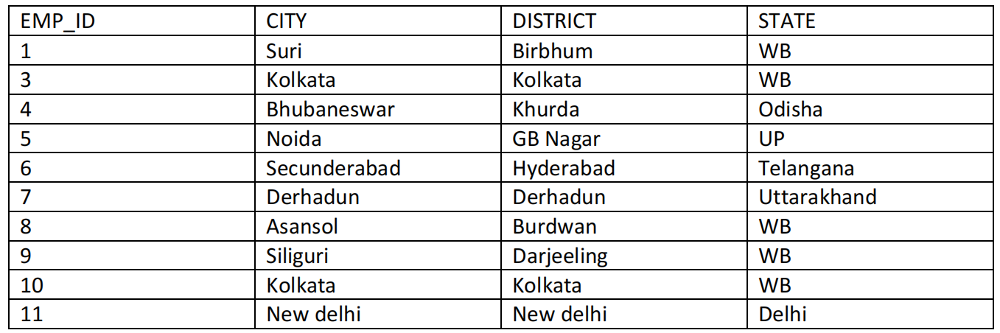 EMP_ID CITY DISTRICT STATE
1 Suri Birbhum WB
3 Kolkata Kolkata WB
4 Bhubaneswar Khurda Odisha
5 Noida GB Nagar UP
6 Secunderabad Hyderabad Telangana
7 Derhadun Derhadun Uttarakhand
8 Asansol Burdwan WB
9 Siliguri Darjeeling WB
10 Kolkata Kolkata WB
11 New delhi New delhi Delhi